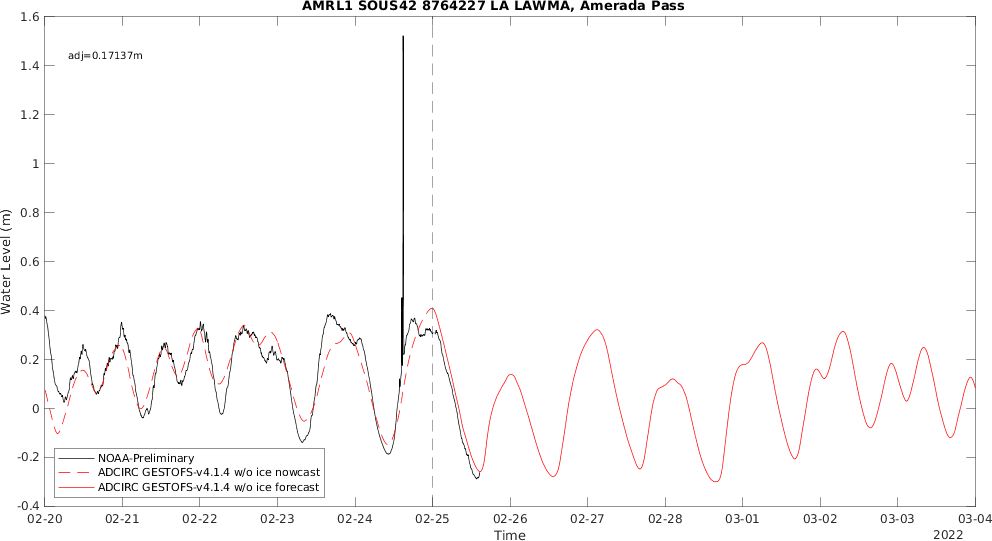 AMRL1 SOUS42 8764227 LA LAWMA, Amerada Pass
1.6
adj=0.17137m
1.4
1.2
1
0.8
0.6
0.4
0.2
0
-0.2
-0.4
Water Level (m)
NOAA-Preliminary
ADCIRC GESTOFS-v4.1.4 w/o ice nowcast
ADCIRC GESTOFS-v4.1.4 w/o ice forecast
02-20 02-21 02-22 02-23 02-24 02-25 02-26 02-27 02-28 03-01 03-02 03-03 03-04
Time
2022